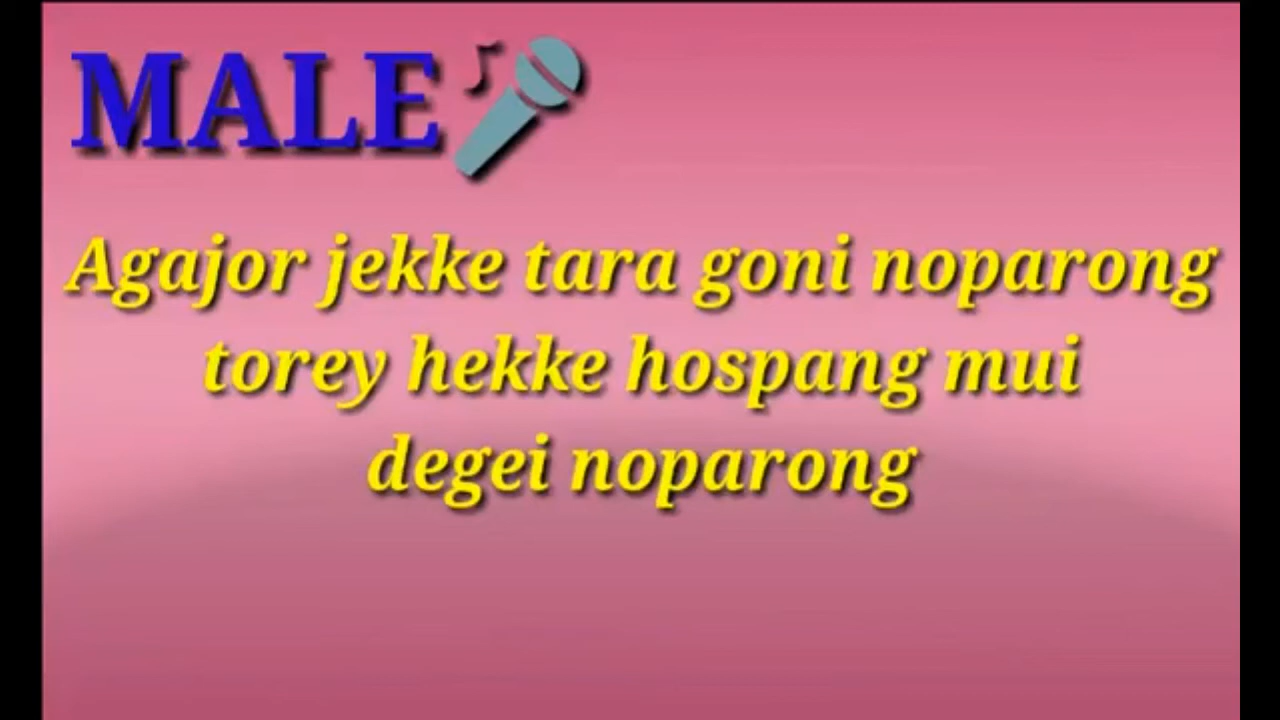 MALE
Agajor jekke tara goni noparong
torey hekke hospang mui
degei noparong